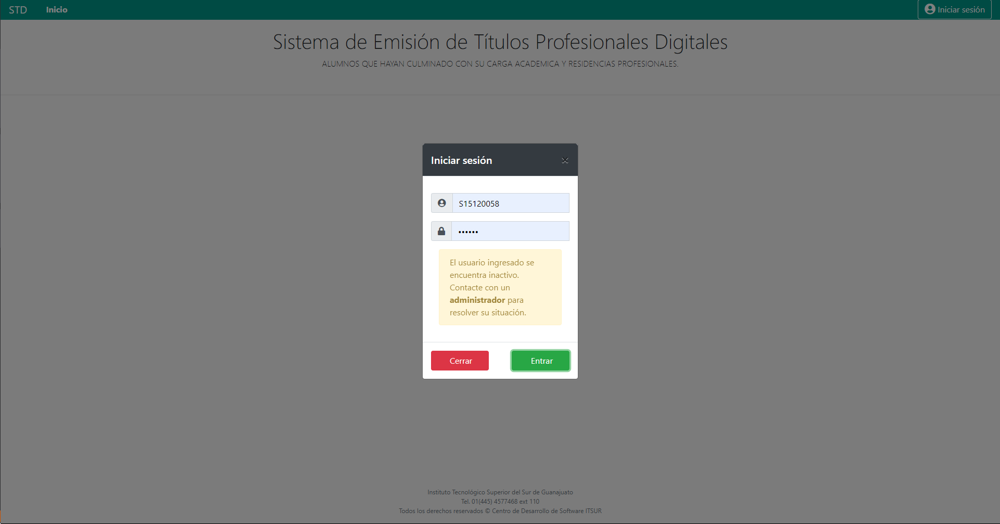 STD Inicio Iniciar sesión
Sistema de Emisión de Títulos Profesionales Digitales
ALUMNOS QUE HAYAN CULMINADO CON SU CARGA ACADEMICA Y RESIDENCIAS PROFESIONALES.
Iniciar sesión ×
S15120058
••••••
El usuario ingresado se
encuentra inactivo.
Contacte con un
administrador para
resolver su situación.
Cerrar Entrar
Instituto Tecnológico Superior del Sur de Guanajuato
Tel. 01(445) 4577468 ext 110
Todos los derechos reservados © Centro de Desarrollo de Software ITSUR